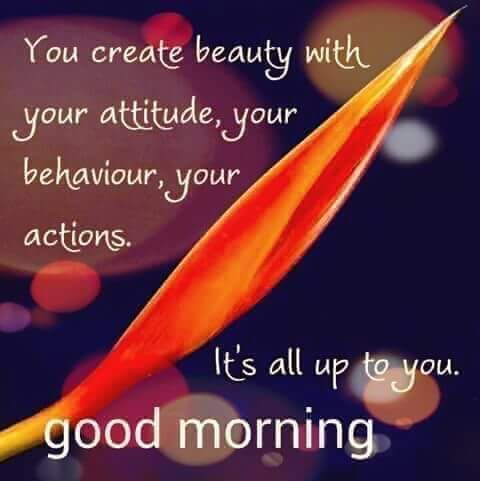 You create beauty with
your attitude, your
behaviour, your
actions.
It's all up to you.
good morning